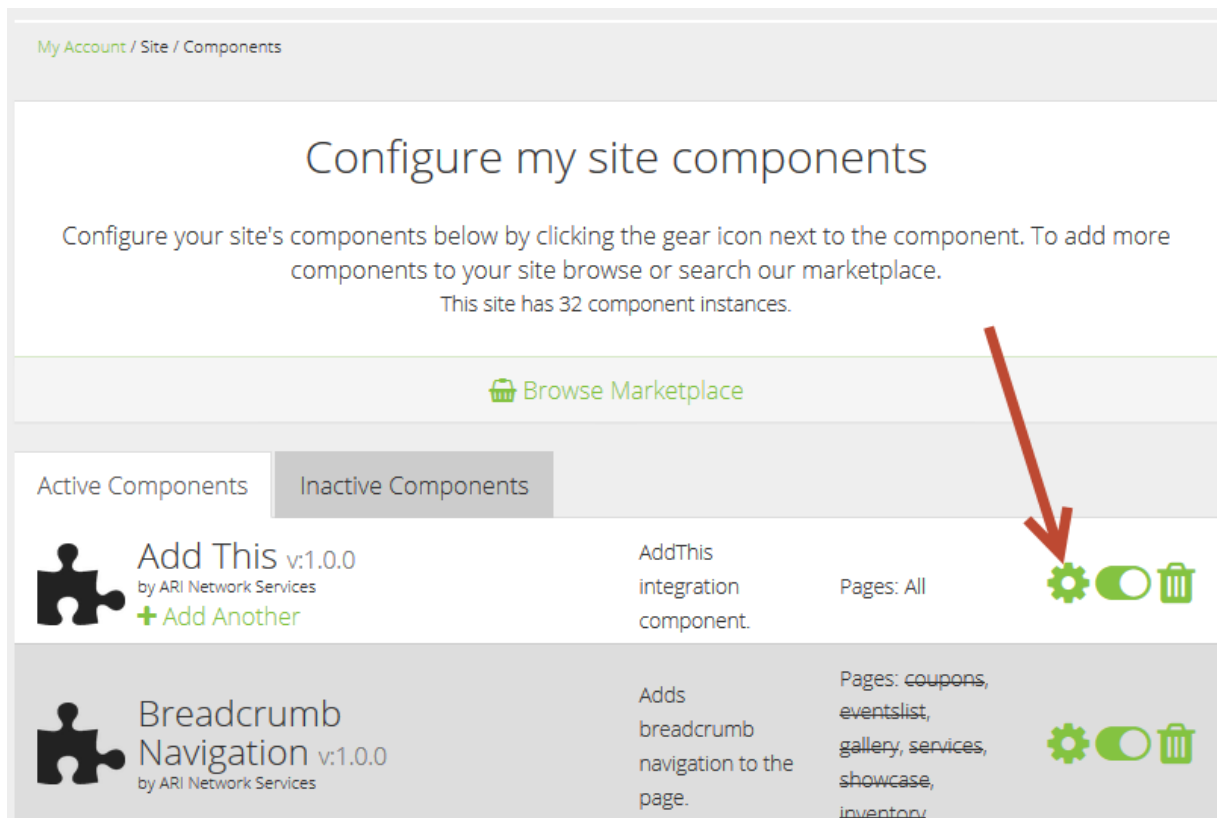 My Account / Site / Components
Configure my site components
Configure your site's components below by clicking the gear icon next to the component. To add more
components to your site browse or search our marketplace.
This site has 32 component instances.
Browse Marketplace
Active Components
Inactive Components
Add This v:1.0.0
by ARI Network Services
Add Another
AddThis
integration
component.
Pages: All
Breadcrumb
Navigation v:1.0.0
by ARI Network Services
Adds
breadcrumb
navigation to the
page.
Pages: coupons,
eventslist,
gallery, services,
showcase,
inventory